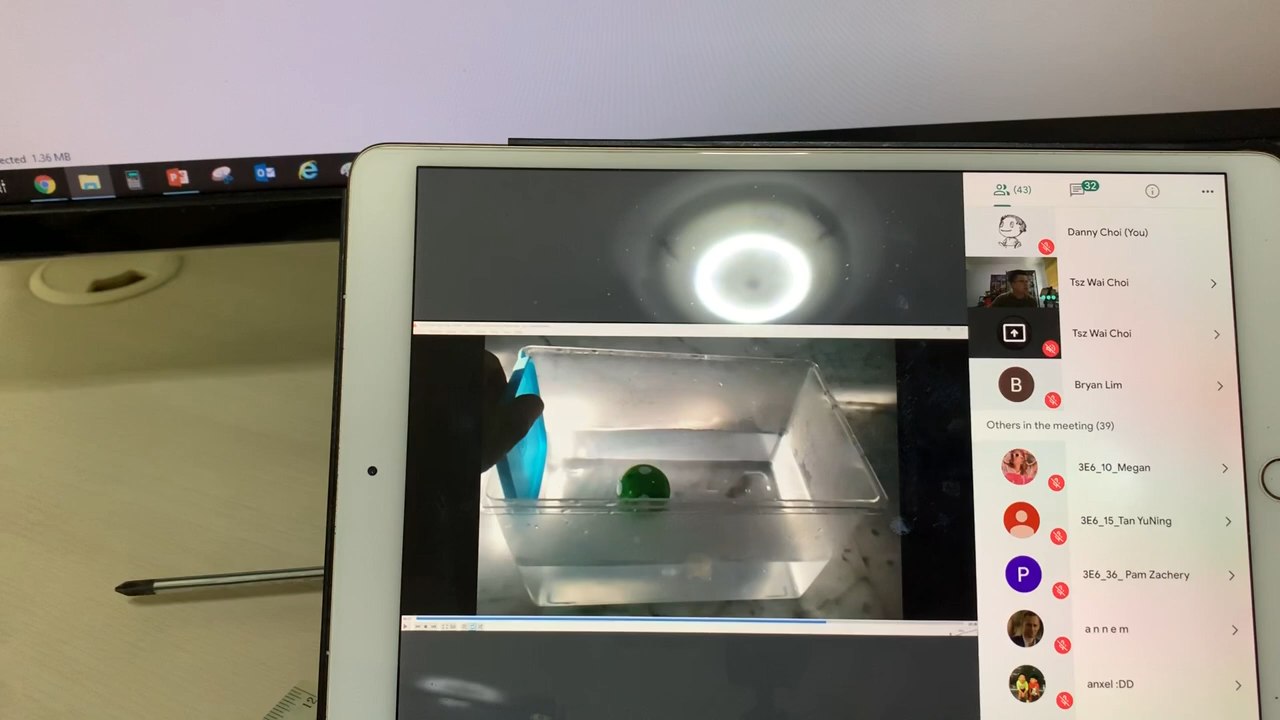 ected 1.36 MB
(43)
32
Danny Choi (You)
Tsz Wai Choi
Tsz Wai Choi
B
Bryan Lim
Others in the meeting (39)
3E6_10_Megan
3E6_15_Tan YuNing
P
3E6_36_ Pam Zachery
a n n e m
anxel :DD
12